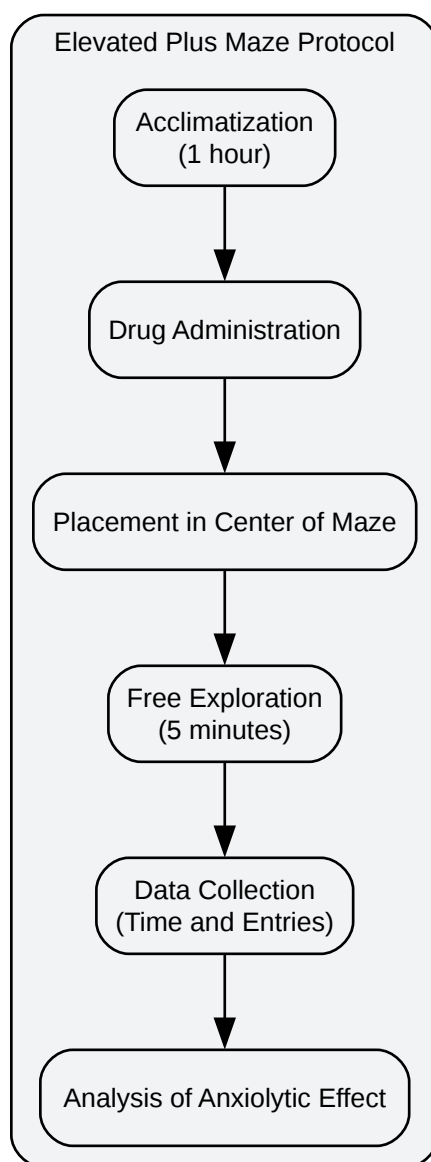 Elevated Plus Maze Protocol
Acclimatization
(1 hour)
Drug Administration
Placement in Center of Maze
Free Exploration
(5 minutes)
Data Collection
(Time and Entries)
Analysis of Anxiolytic Effect